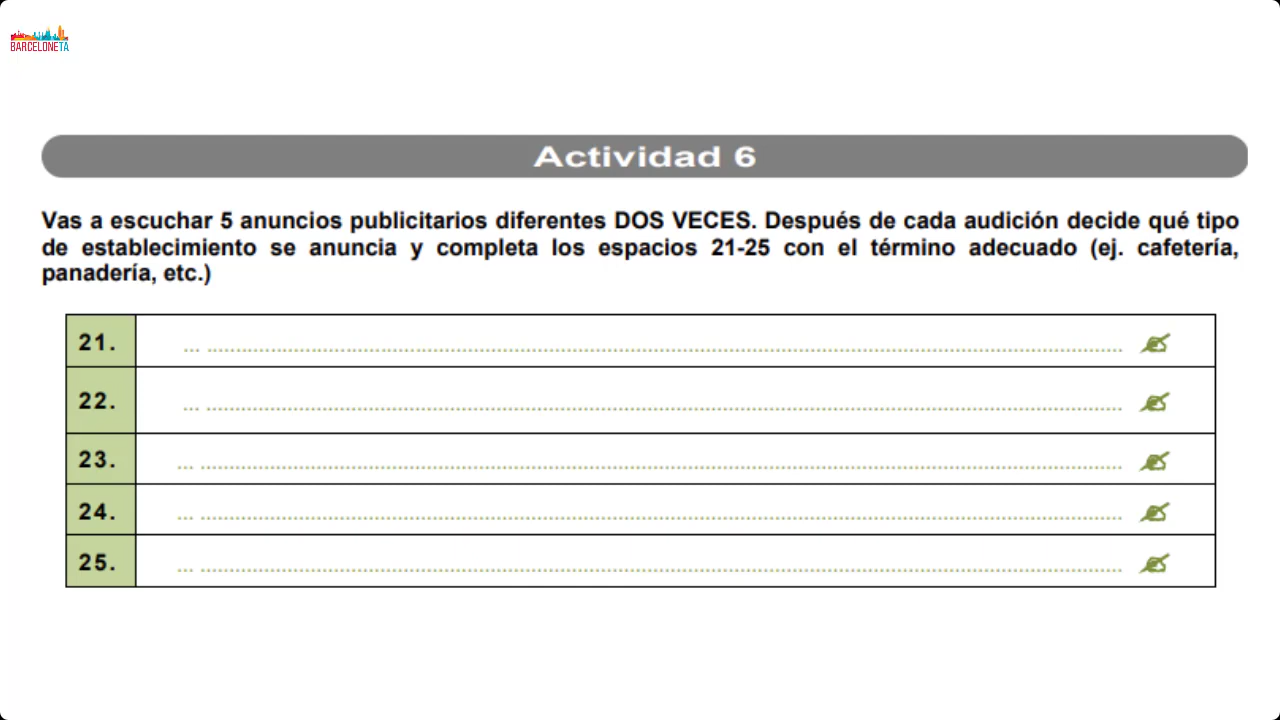 BARCELONETA
Actividad 6
Vas a escuchar 5 anuncios publicitarios diferentes DOS VECES. Después de cada audición decide qué tipo
de establecimiento se anuncia y completa los espacios 21-25 con el término adecuado (ej. cafetería,
panadería, etc.)
21.
22.
23.
24.
25.